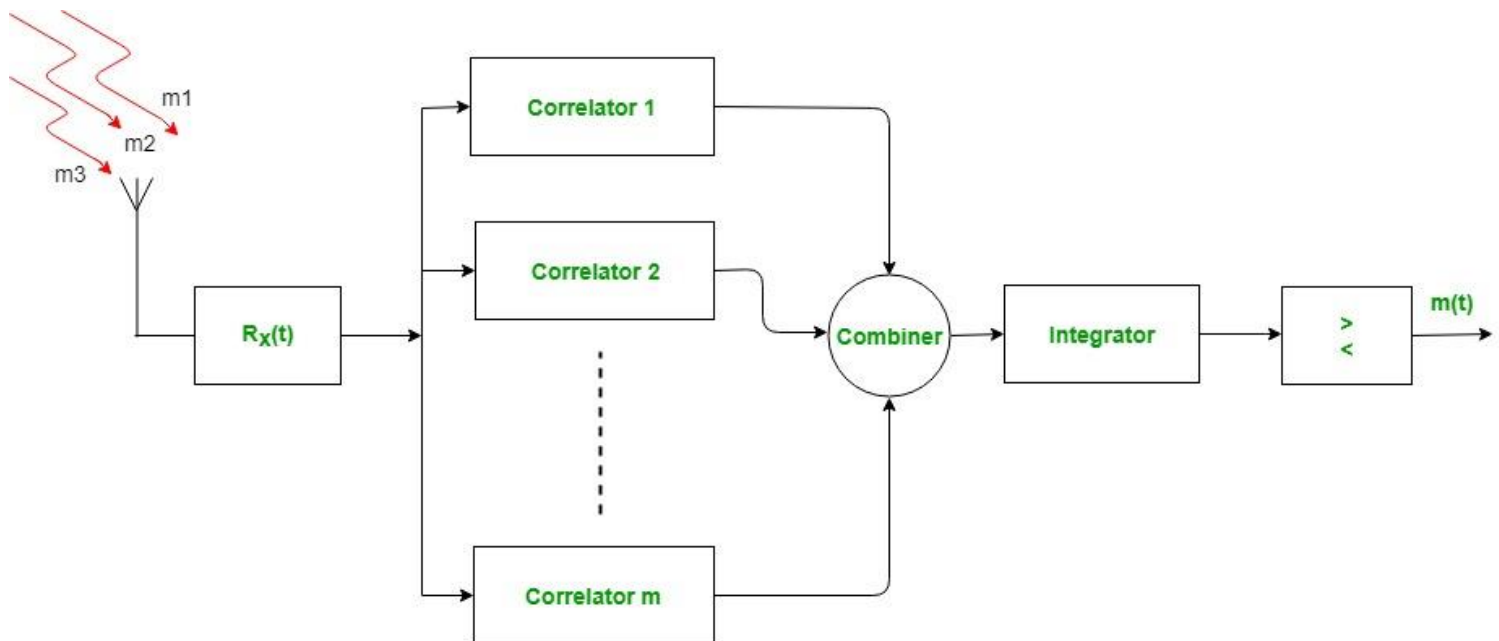 m1
m2
m3
Rx(t)
Correlator 1
Correlator 2
Correlator m
Combiner
Integrator
>
<
m(t)